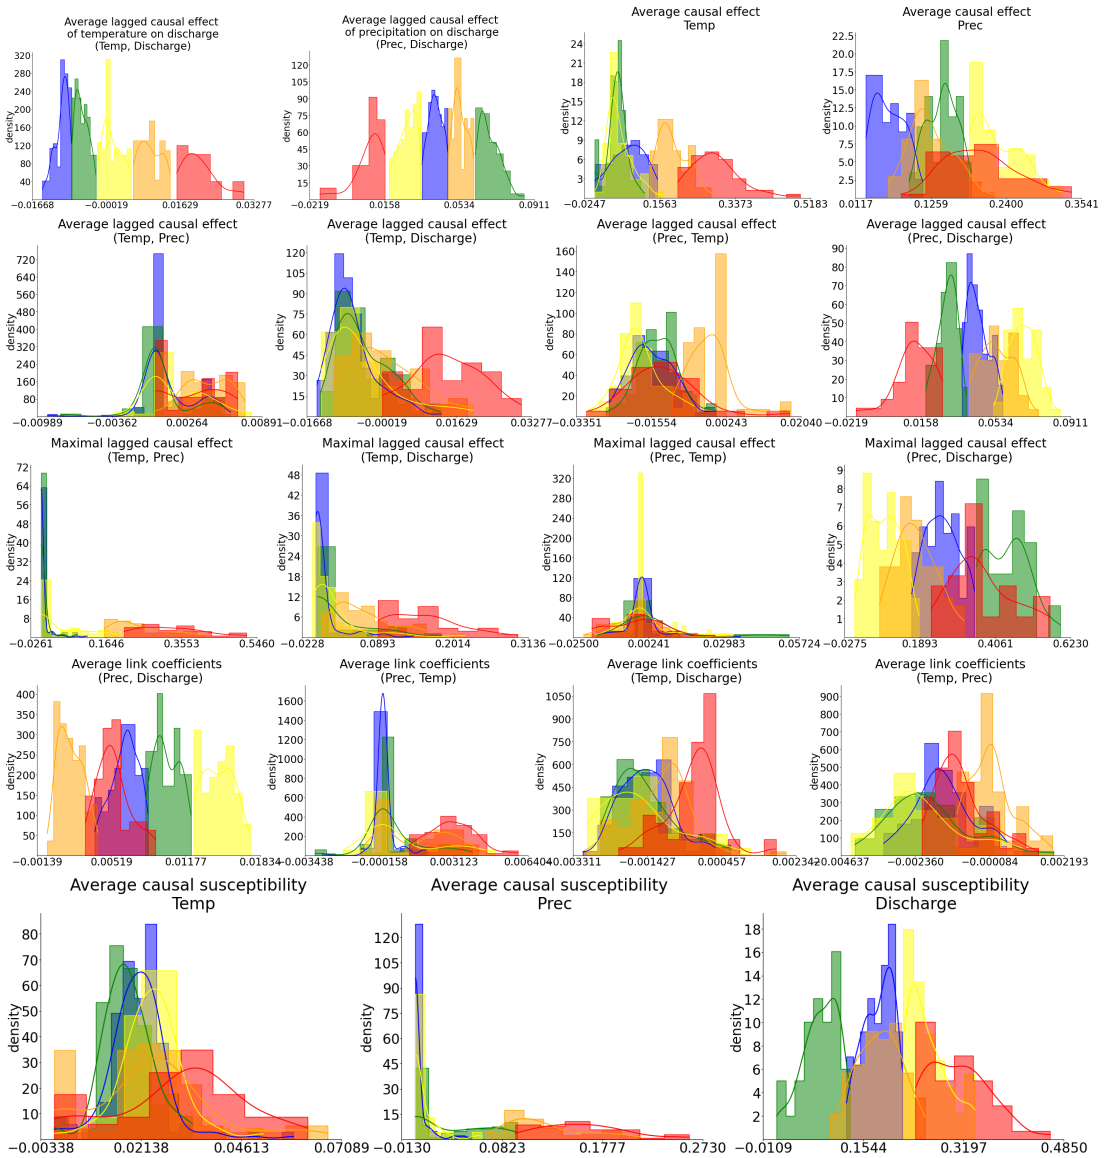 Average lagged causal effect
of temperature on discharge
(Temp, Discharge)
density
320
280
240
200
160
120
80
40
−0.01668 −0.00019 0.01629 0.03277
Average lagged causal effect
of precipitation on discharge
(Prec, Discharge)
density
120
105
90
75
60
45
30
15
−0.0219 0.0158 0.0534 0.0911
Average causal effect
Temp
density
24
21
18
15
12
9
6
3
−0.0247 0.1563 0.3373 0.5183
Average causal effect
Prec
density
22.5
20.0
17.5
15.0
12.5
10.0
7.5
5.0
2.5
0.0117 0.1259 0.2400 0.3541
Average lagged causal effect
(Temp, Prec)
density
720
640
560
480
400
320
240
160
80
−0.00989 −0.00362 0.00264 0.00891
Average lagged causal effect
(Temp, Discharge)
density
120
105
90
75
60
45
30
15
−0.01668 −0.00019 0.01629 0.03277
Average lagged causal effect
(Prec, Temp)
density
160
140
120
100
80
60
40
20
−0.03351 −0.01554 0.00243 0.02040
Average lagged causal effect
(Prec, Discharge)
density
90
80
70
60
50
40
30
20
10
−0.0219 0.0158 0.0534 0.0911
Maximal lagged causal effect
(Temp, Prec)
density
72
64
56
48
40
32
24
16
8
−0.0261 0.1646 0.3553 0.5460
Maximal lagged causal effect
(Temp, Discharge)
density
48
42
36
30
24
18
12
6
−0.0228 0.0893 0.2014 0.3136
Maximal lagged causal effect
(Prec, Temp)
density
320
280
240
200
160
120
80
40
−0.02500 0.00241 0.02983 0.05724
Maximal lagged causal effect
(Prec, Discharge)
density
9
8
7
6
5
4
3
2
1
−0.0275 0.1893 0.4061 0.6230
Average link coefficients
(Prec, Discharge)
density
400
350
300
250
200
150
100
50
−0.00139 0.005519 0.01177 0.01834
Average link coefficients
(Prec, Temp)
density
1600
1400
1200
1000
800
600
400
200
−0.003438 −0.000158 0.003123 0.006404
Average link coefficients
(Temp, Discharge)
density
1050
900
750
600
450
300
150
−0.003311 −0.001427 0.000457 0.002342
Average link coefficients
(Temp, Prec)
density
900
800
700
600
500
400
300
200
100
−0.004637 −0.002360 −0.000084 0.002193
Average causal susceptibility
Temp
density
80
70
60
50
40
30
20
10
−0.00338 0.02138 0.04613 0.07089
Average causal susceptibility
Prec
density
120
105
90
75
60
45
30
15
−0.0130 0.0823 0.1777 0.2730
Average causal susceptibility
Discharge
density
18
16
14
12
10
8
6
4
2
−0.0109 0.1544 0.3197 0.4850